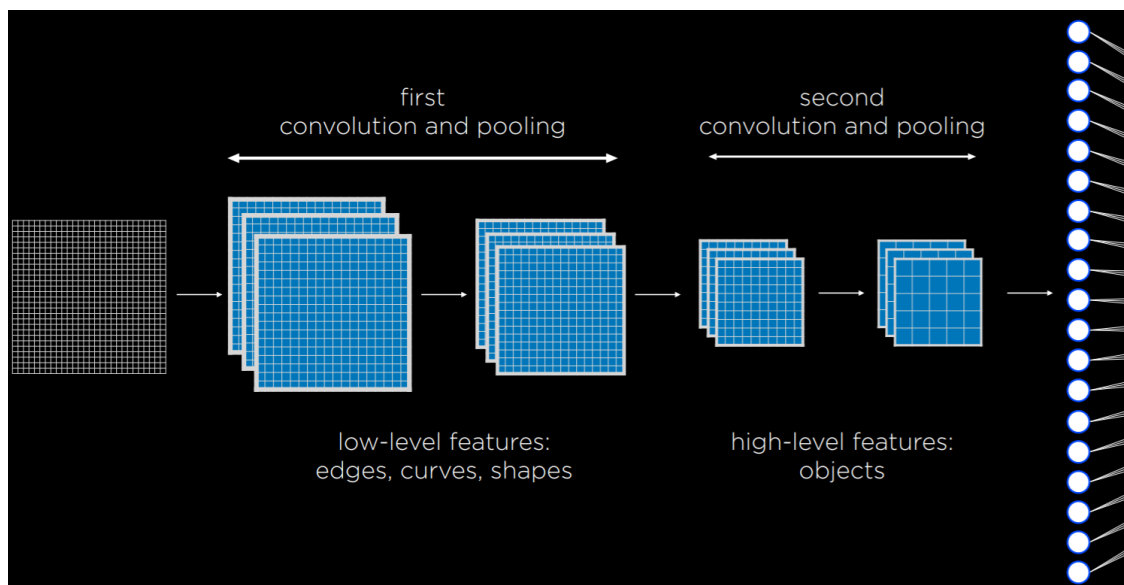 first
convolution and pooling
second
convolution and pooling
low-level features:
edges, curves, shapes
high-level features:
objects